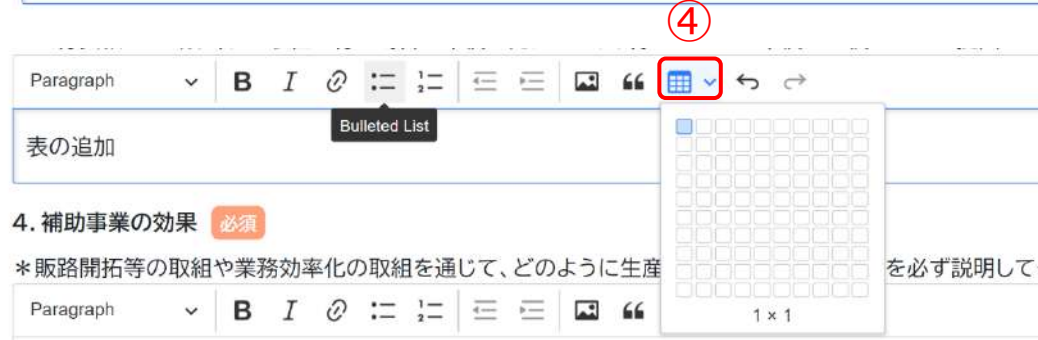 ④
Paragraph
Bulleted List
表の追加
4. 補助事業の効果 必須
＊販路開拓等の取組や業務効率化の取組を通じて、どのように生産
を必ず説明して
Paragraph
1 × 1